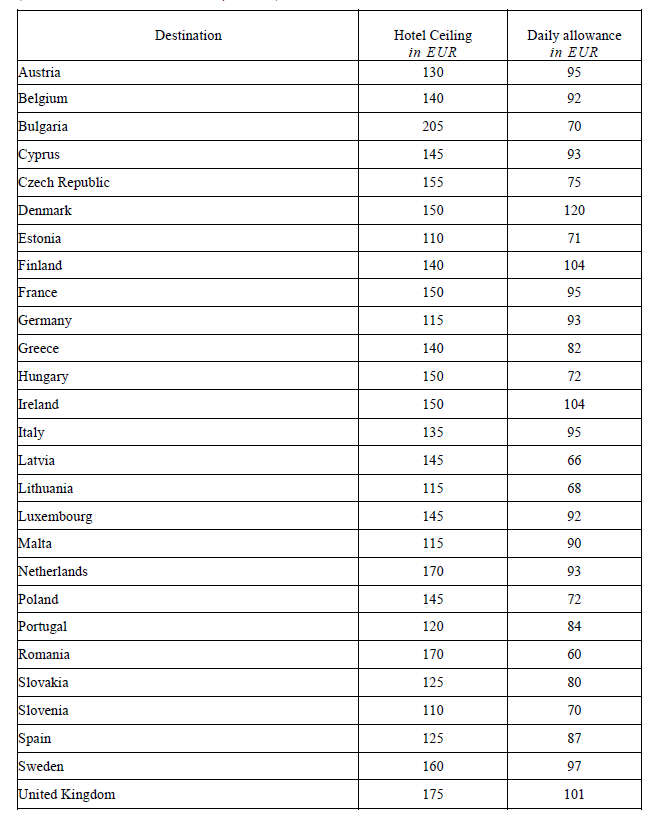 Destination Hotel Ceiling Daily allowance
in EUR in EUR
Austria 130 95
Belgium 140 92
Bulgaria 205 70
Cyprus 145 93
Czech Republic 155 75
Denmark 150 120
Estonia 110 71
Finland 140 104
France 150 95
Germany 115 93
Greece 140 82
Hungary 150 72
Ireland 150 104
Italy 135 95
Latvia 145 66
Lithuania 115 68
Luxembourg 145 92
Malta 115 90
Netherlands 170 93
Poland 145 72
Portugal 120 84
Romania 170 60
Slovakia 125 80
Slovenia 110 70
Spain 125 87
Sweden 160 97
United Kingdom 175 101